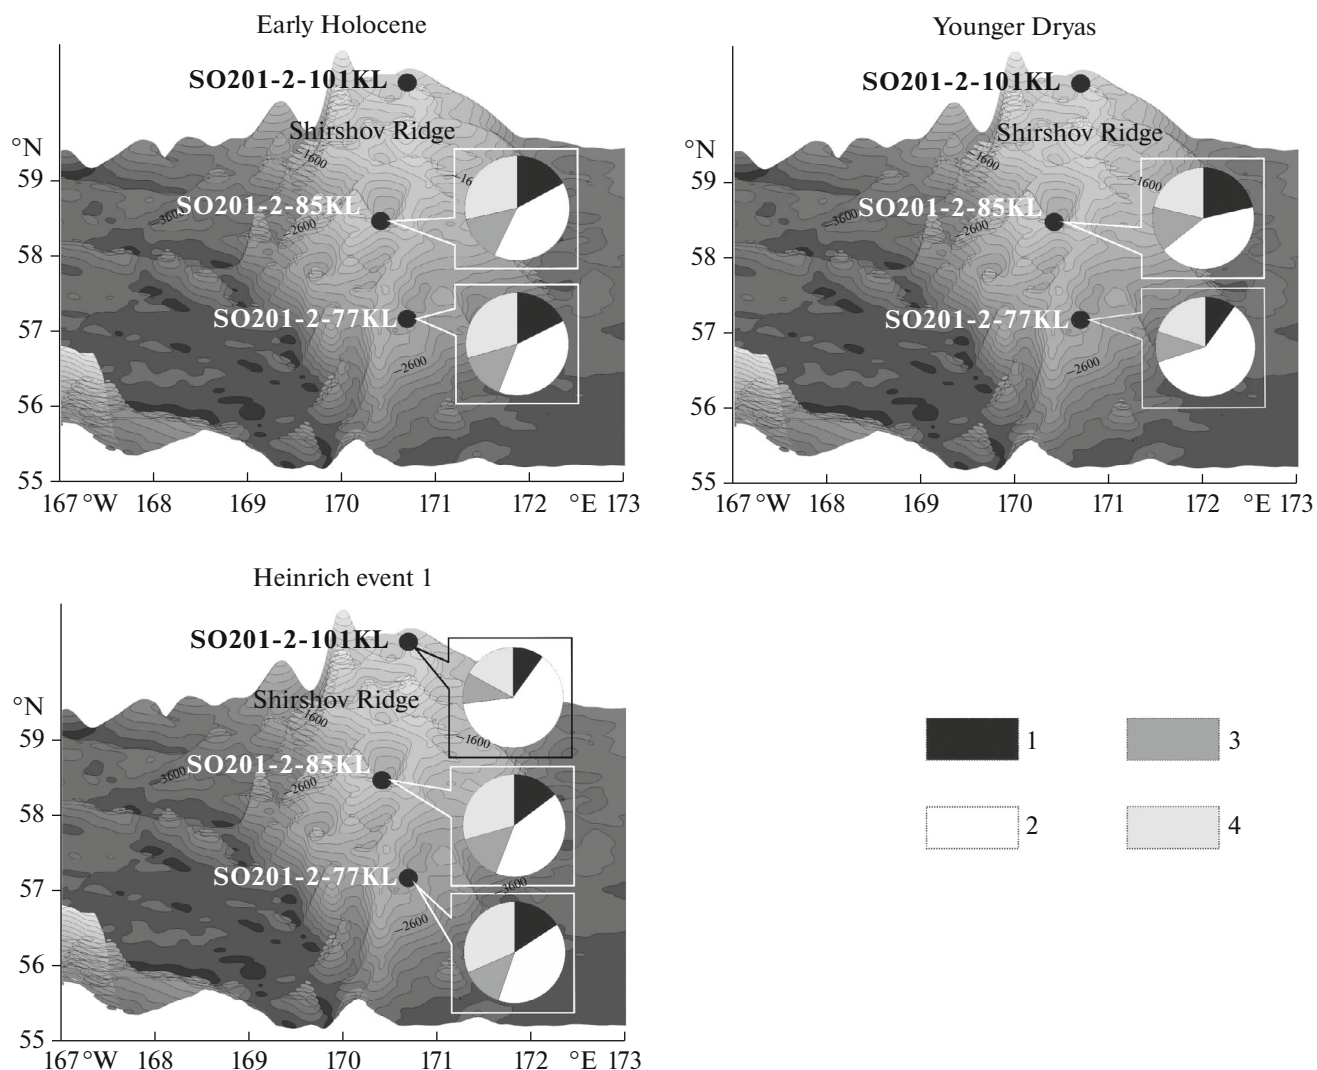 Early Holocene
SO201-2-101KL
Shirshov Ridge
°N
59
58
57
56
55
−1600
−16
−3600
SO201-2-85KL
−2600
SO201-2-77KL
−2600
167 °W 168 169 170 171 172 °E 173
Younger Dryas
SO201-2-101KL
Shirshov Ridge
°N
59
58
57
56
55
−1600
−1600
−3600
SO201-2-85KL
−2600
SO201-2-77KL
−2600
167 °W 168 169 170 171 172 °E 173
Heinrich event 1
SO201-2-101KL
Shirshov Ridge
°N
59
58
57
56
55
1600
−1600
SO201-2-85KL
−3600
−2600
SO201-2-77KL
−3600
−2600
167 °W 168 169 170 171 172 °E 173
1
3
2
4